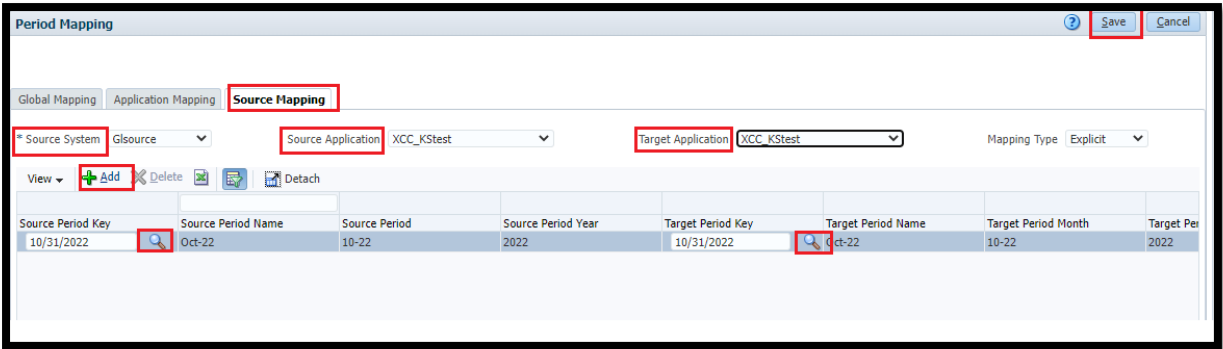 Period Mapping
? Save Cancel
Global Mapping Application Mapping Source Mapping
* Source System Glsource Source Application XCC_KStest Target Application XCC_KStest Mapping Type Explicit
View Add Delete Detach
Source Period Key Source Period Name Source Period Source Period Year Target Period Key Target Period Name Target Period Month Target Per
10/31/2022 Oct-22 10-22 2022 10/31/2022 Oct-22 10-22 2022